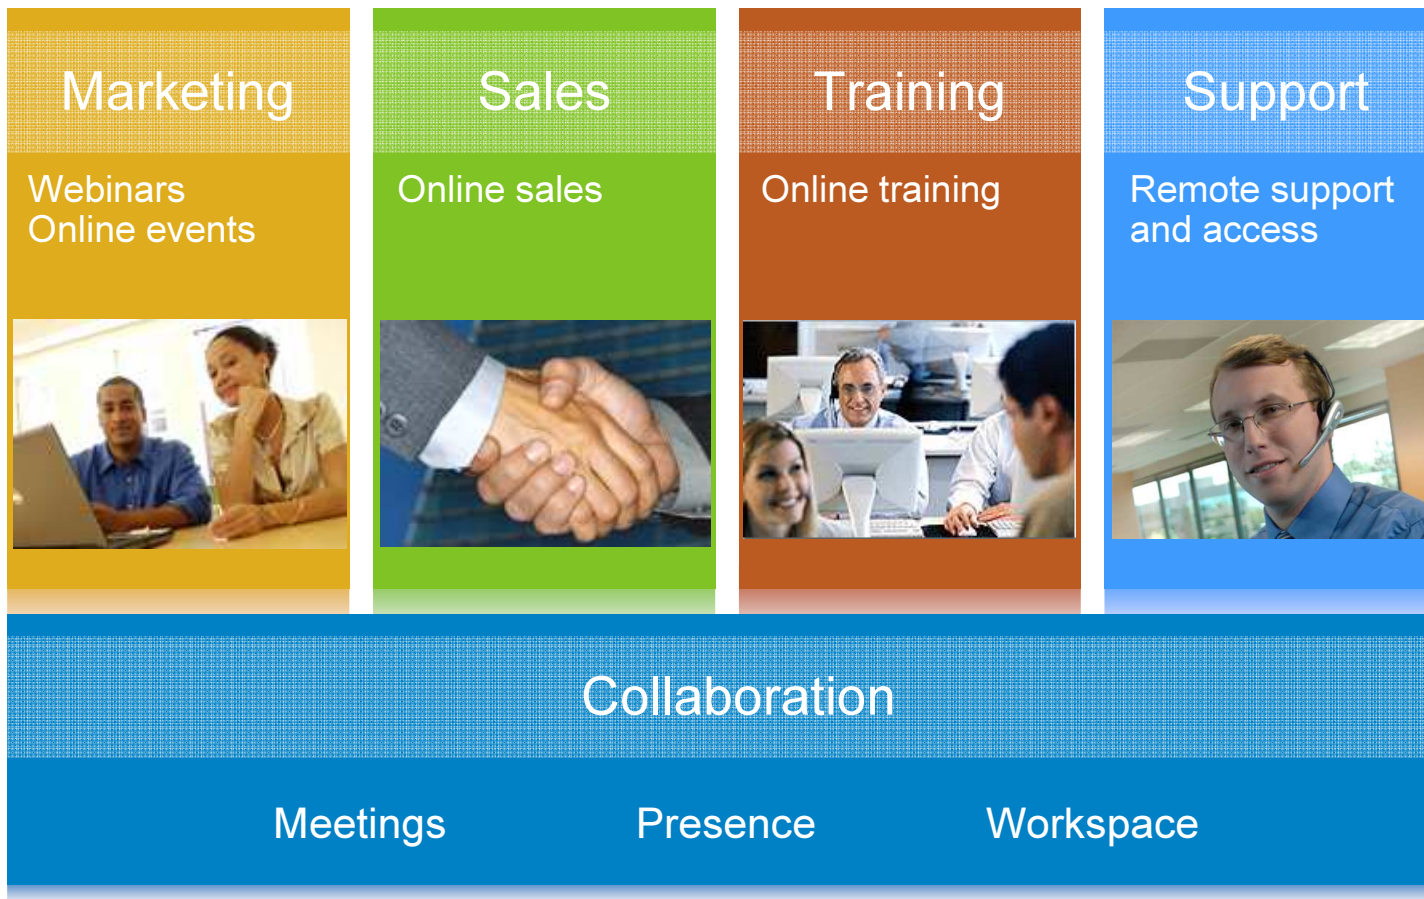 Marketing
Webinars
Online events
Sales
Online sales
Training
Online training
Support
Remote support
and access
Collaboration
Meetings
Presence
Workspace